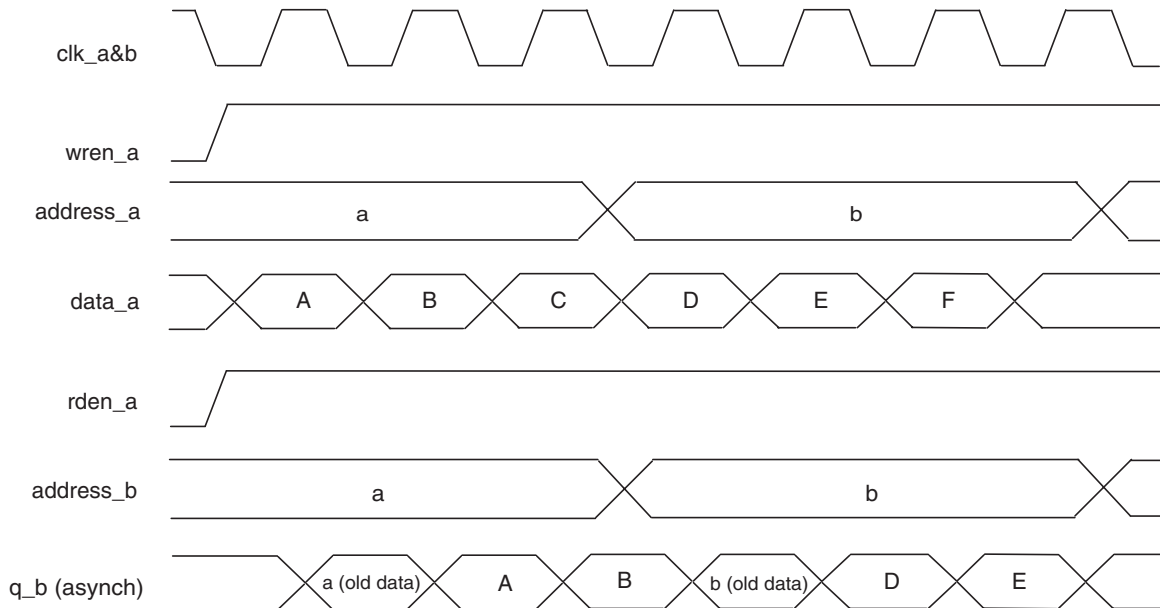 clk_a&b
wren_a
address_a a b
data_a A B C D E F
rden_a
address_b a b
q_b (asynch) a (old data) A B b (old data) D E